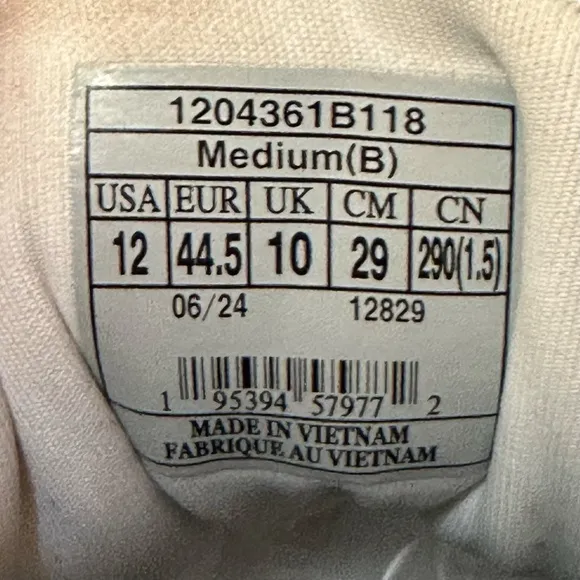 1204361B118
Medium(B)
USA EUR UK CM CN
12 44.5 10 29 290(1.5)
06/24 12829
1 95394 57977 2
MADE IN VIETNAM
FABRIQUE AU VIETNAM